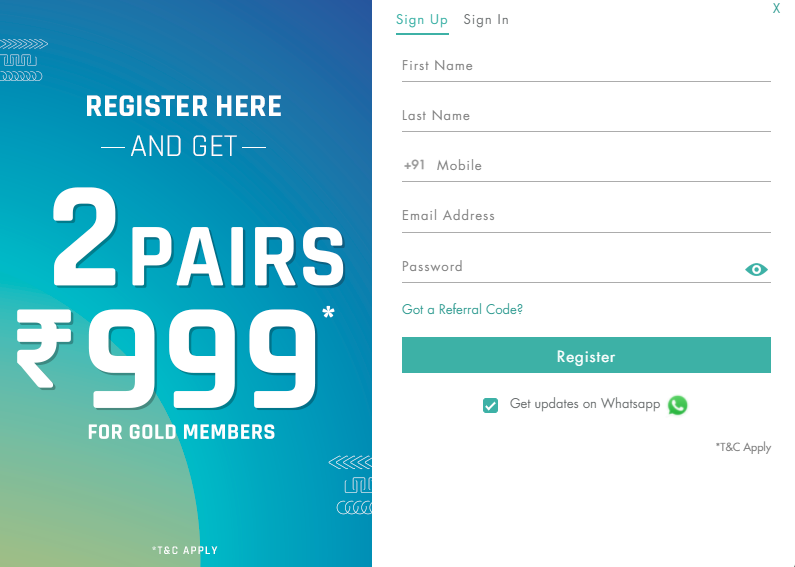 REGISTER HERE
AND GET
2 PAIRS
₹999*
FOR GOLD MEMBERS
*T&C APPLY
X
Sign Up Sign In
First Name
Last Name
+91 Mobile
Email Address
Password
Got a Referral Code?
Register
Get updates on Whatsapp
*T&C Apply